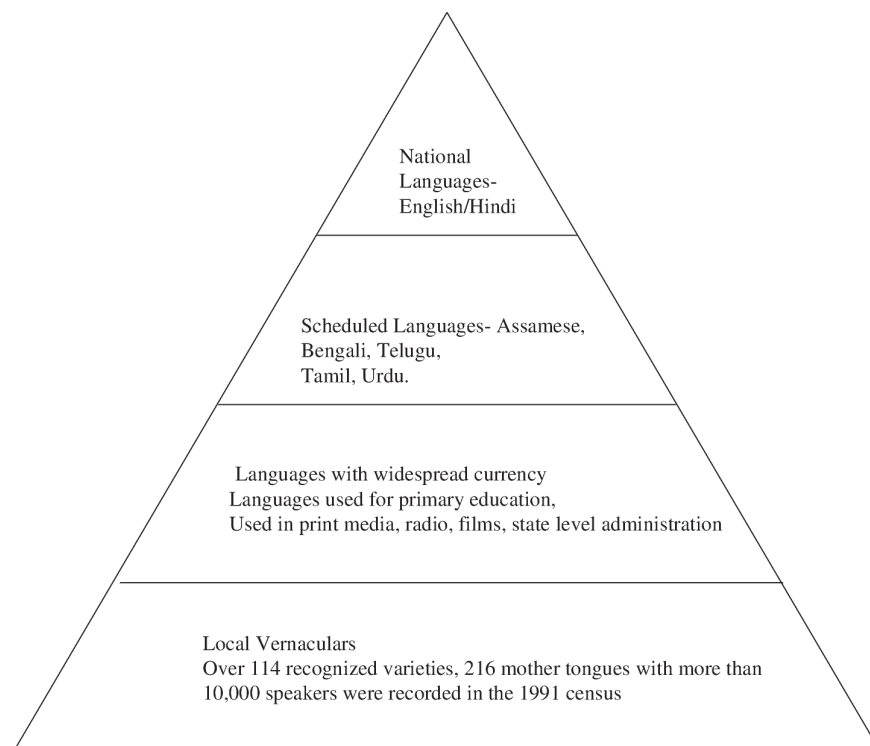 National
Languages-
English/Hindi
Scheduled Languages- Assamese,
Bengali, Telugu,
Tamil, Urdu.
Languages with widespread currency
Languages used for primary education,
Used in print media, radio, films, state level administration
Local Vernaculars
Over 114 recognized varieties, 216 mother tongues with more than
10,000 speakers were recorded in the 1991 census